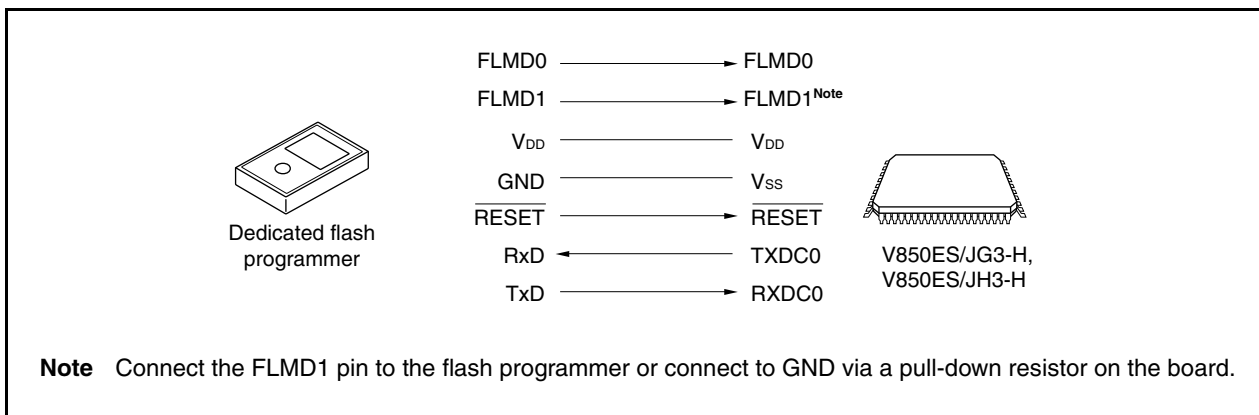 FLMD0 FLMD0
FLMD1 FLMD1Note
VDD VDD
GND VSS
RESET RESET
Dedicated flash
programmer
RxD TXDC0
TxD RXDC0
V850ES/JG3-H,
V850ES/JH3-H
Note Connect the FLMD1 pin to the flash programmer or connect to GND via a pull-down resistor on the board.